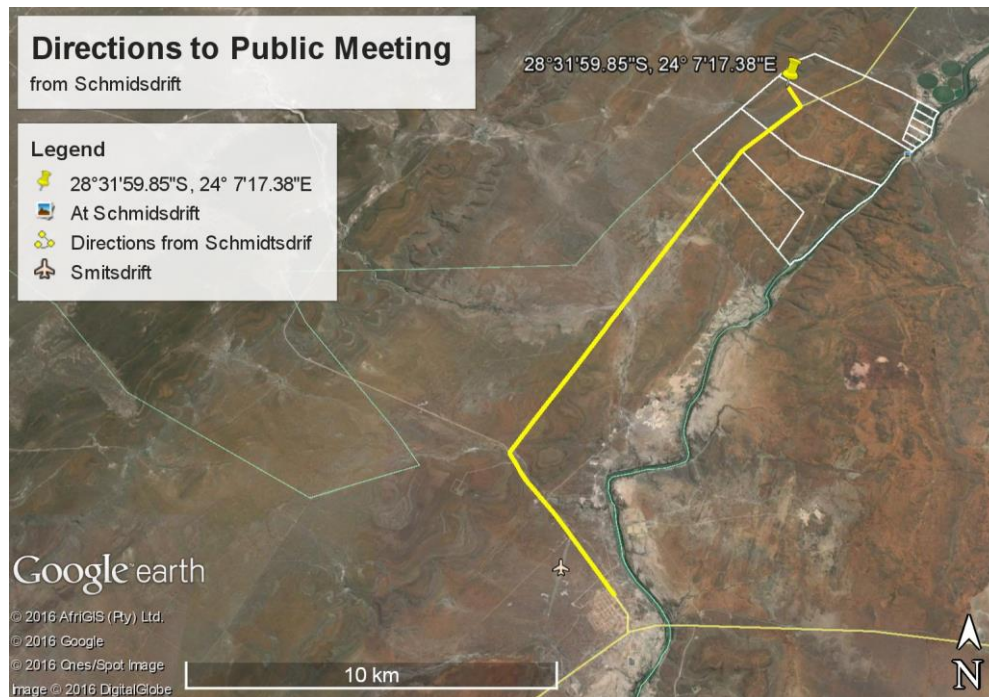 Directions to Public Meeting
from Schmidsdrift
28°31'59.85"S, 24° 7'17.38"E
Legend
28°31'59.85"S, 24° 7'17.38"E
At Schmidsdrift
Directions from Schmidtsdrif
Smitsdrift
Google earth
© 2016 AfriGIS (Pty) Ltd.
© 2016 Google
© 2016 Cnes/Spot Image
Image © 2016 DigitalGlobe
10 km
N